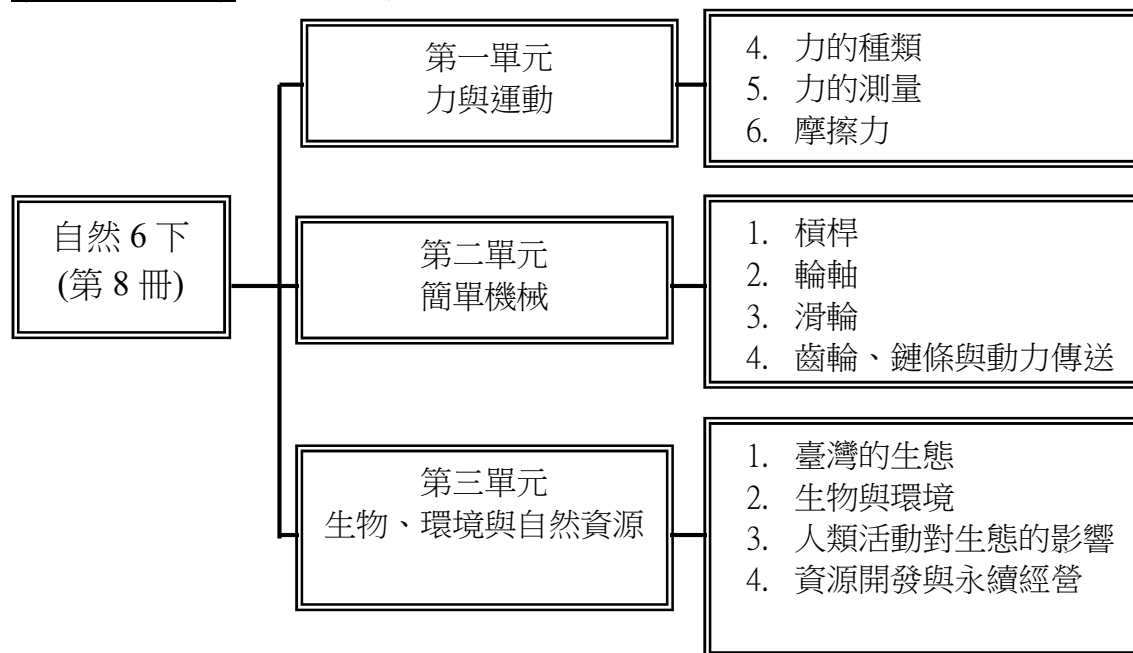 自然 6 下
(第 8 冊)
第一單元
力與運動
4. 力的種類
5. 力的測量
6. 摩擦力
第二單元
簡單機械
1. 槓桿
2. 輪軸
3. 滑輪
4. 齒輪、鏈條與動力傳送
第三單元
生物、環境與自然資源
1. 臺灣的生態
2. 生物與環境
3. 人類活動對生態的影響
4. 資源開發與永續經營